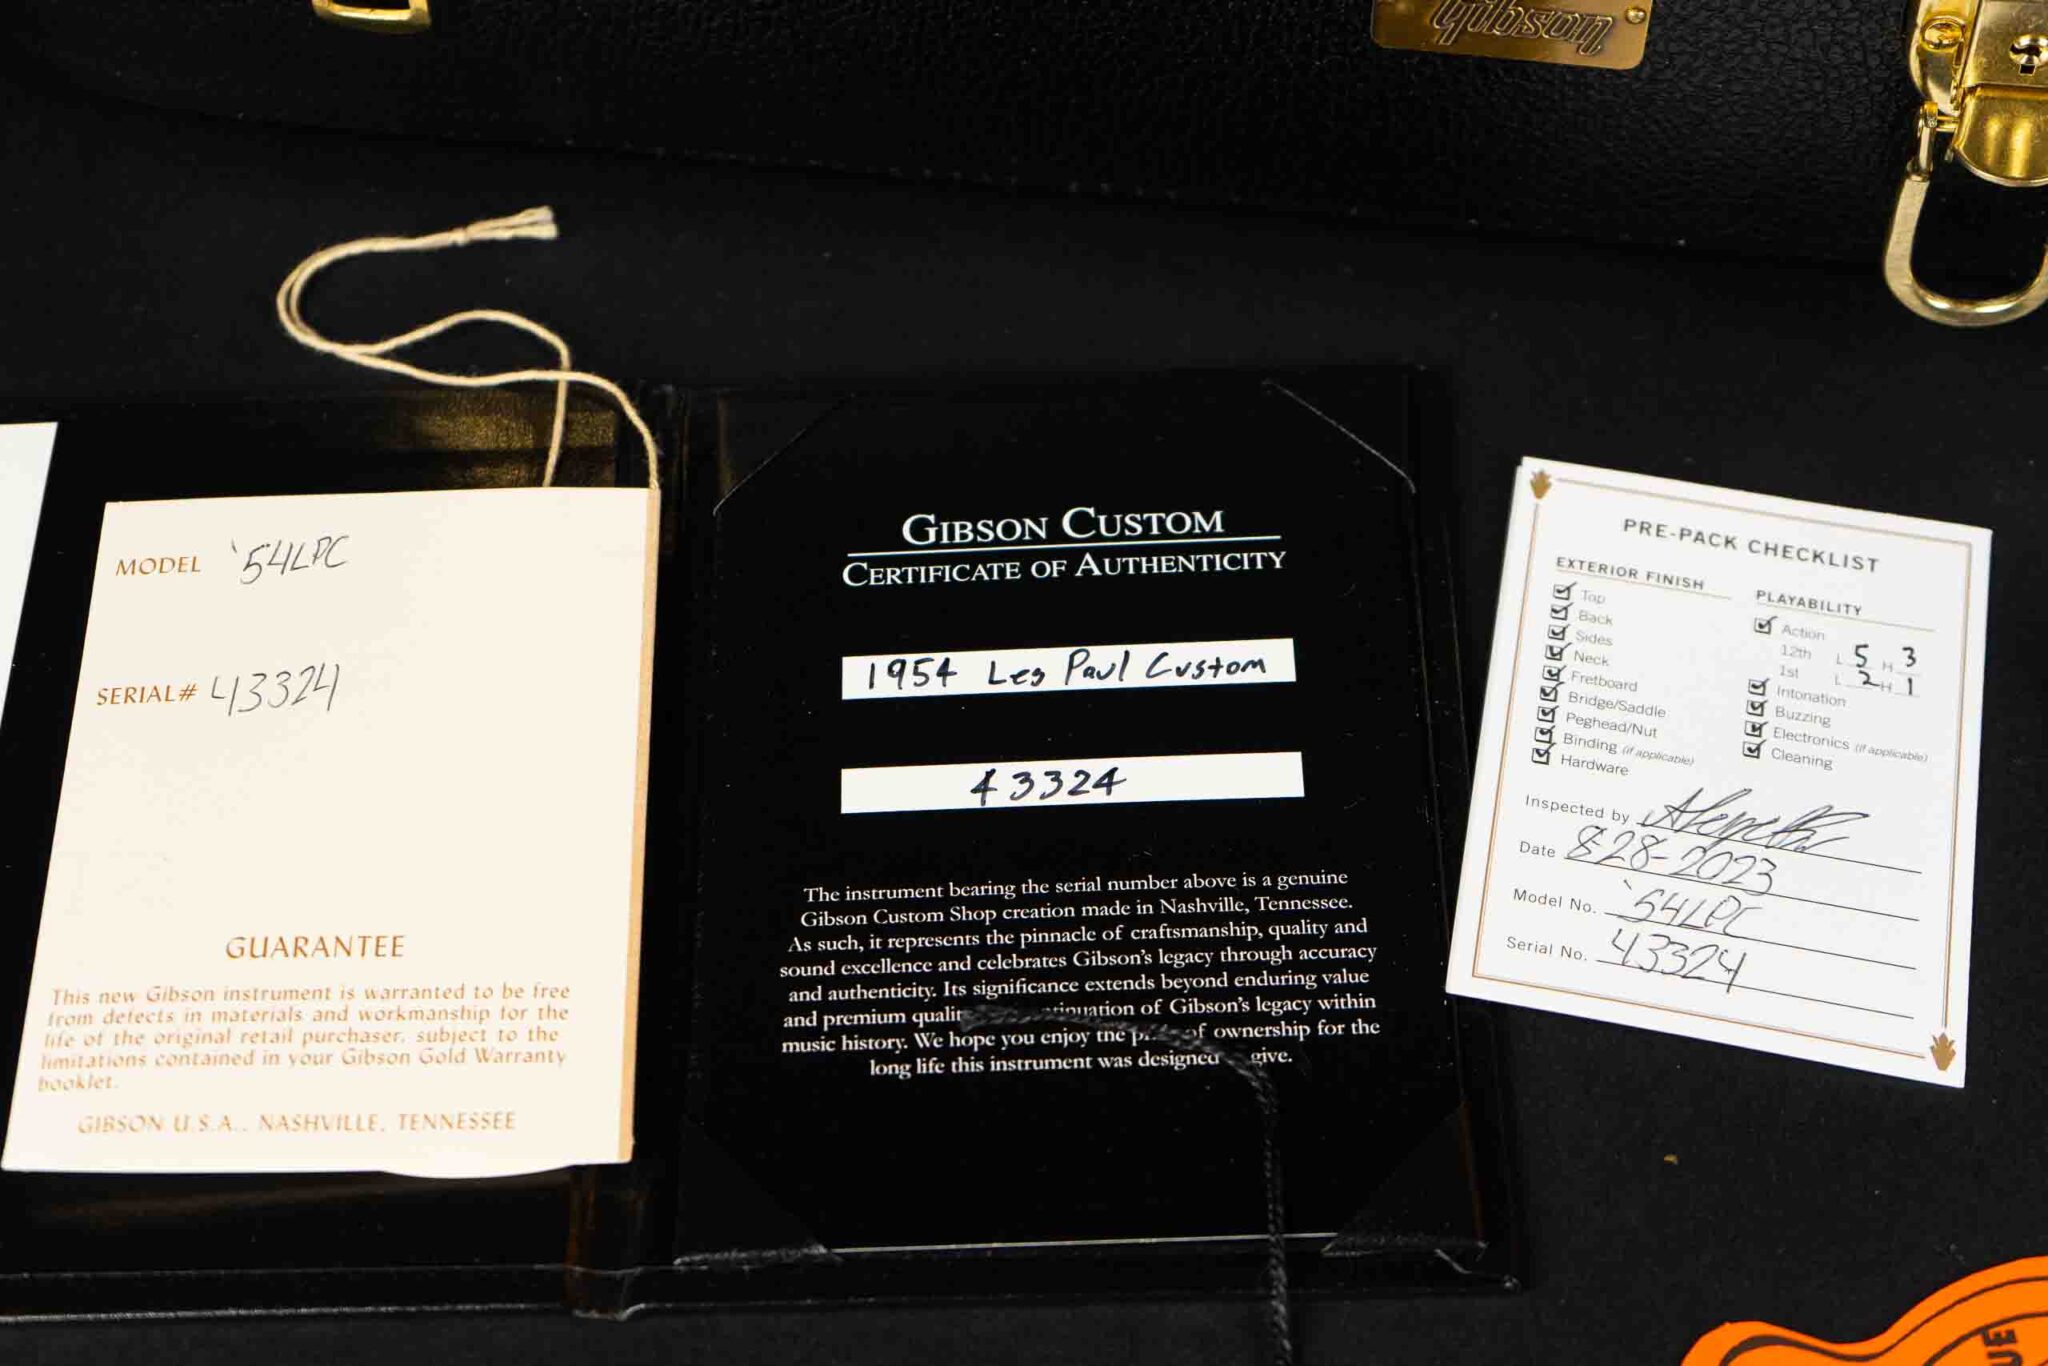 Gibson
MODEL '54LPC
SERIAL# 43324
GUARANTEE
This new Gibson instrument is warranted to be free
from defects in materials and workmanship for the
life of the original retail purchaser, subject to the
limitations contained in your Gibson Gold Warranty
booklet.
GIBSON U.S.A., NASHVILLE, TENNESSEE
GIBSON CUSTOM
CERTIFICATE OF AUTHENTICITY
1954 Les Paul Custom
43324
The instrument bearing the serial number above is a genuine
Gibson Custom Shop creation made in Nashville, Tennessee.
As such, it represents the pinnacle of craftsmanship, quality and
sound excellence and celebrates Gibson's legacy through accuracy
and authenticity. Its significance extends beyond enduring value
and premium of Gibson's legacy within
music history. We hope you enjoy the of ownership for the
long life this instrument was designed give.
PRE-PACK CHECKLIST
EXTERIOR FINISH
Top
Back
Sides
Neck
Fretboard
Bridge/Saddle
Peghead/Nut
Binding (if applicable)
Hardware
PLAYABILITY
Action
12th L 5 H 3
1st L 2 H 1
Intonation
Buzzing
Electronics (if applicable)
Cleaning
Inspected by
Date 8-28-2023
Model No. '54LPC
Serial No. 43324